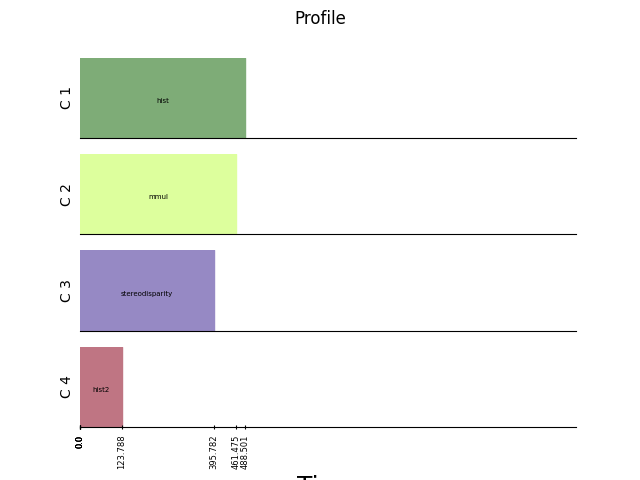 Profile
C 1
hist
C 2
mmul
C 3
stereodisparity
C 4
hist2
0.0
123.788
395.782
461.475
488.501